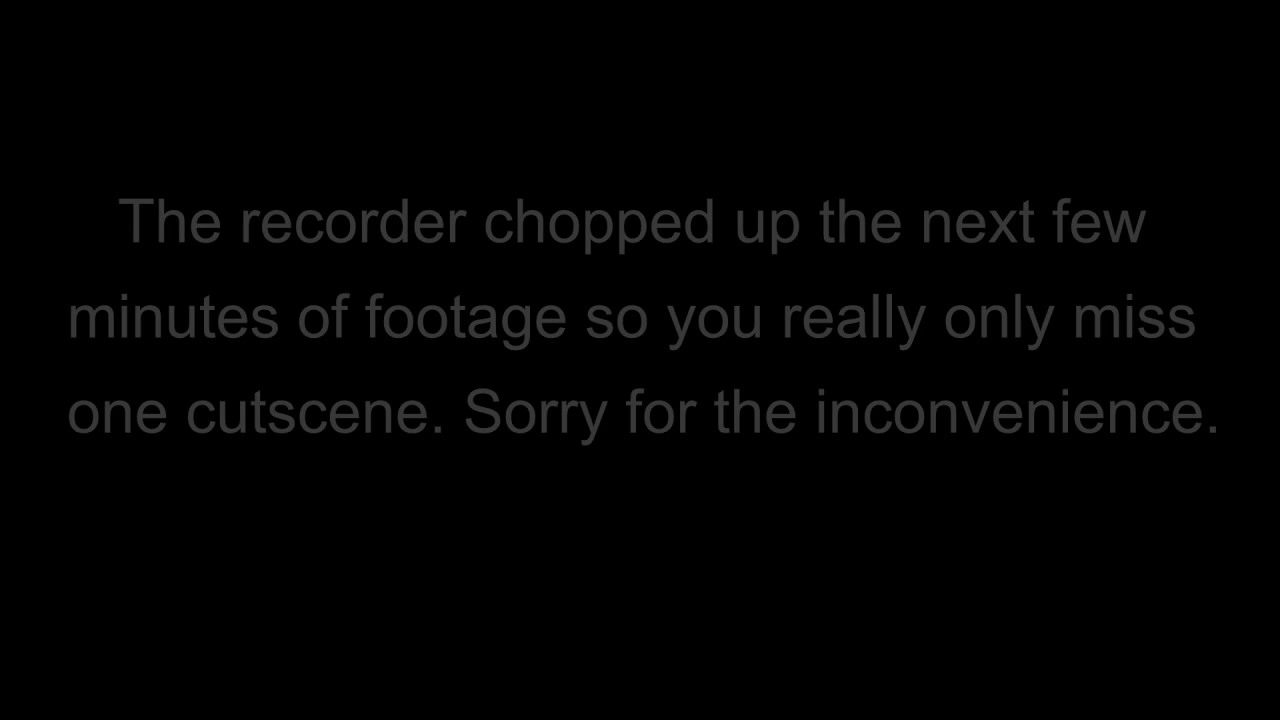 The recorder chopped up the next few
minutes of footage so you really only miss
one cutscene. Sorry for the inconvenience.